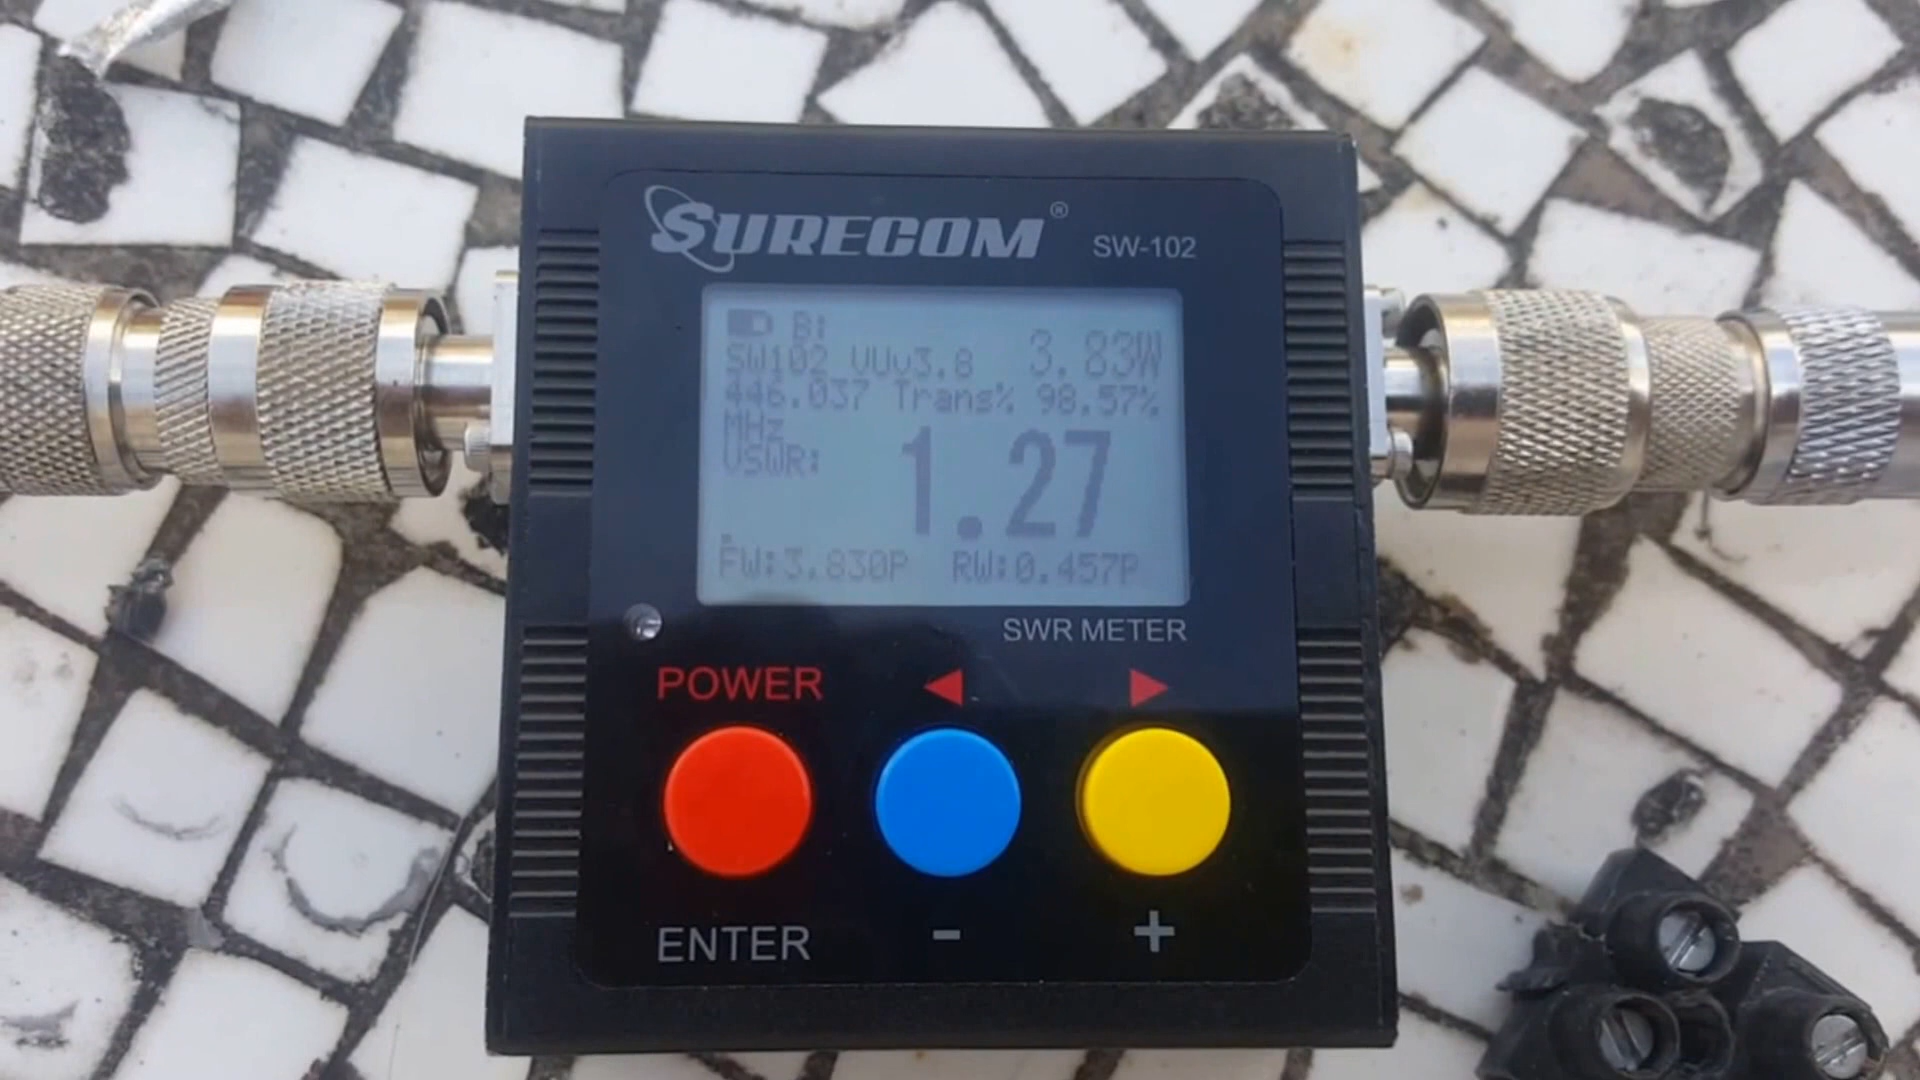 SURECOM®
SW-102
B:
3.83W
SW102 VUv3.8
446.037 Trans% 98.57%
MHz
VSWR: 1.27
FW:3.830P RW:0.457P
SWR METER
POWER ◀ ▶
ENTER - +